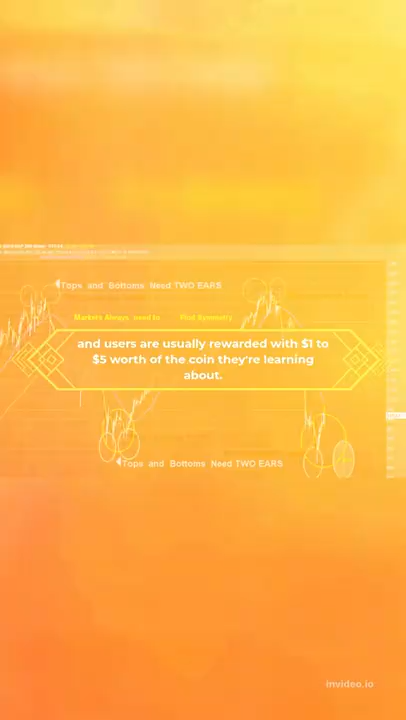 Tops and Bottoms Need TWO EARS
Markets Always need to Find Symmetry
and users are usually rewarded with $1 to
$5 worth of the coin they're learning
about.
Tops and Bottoms Need TWO EARS
invideo.io